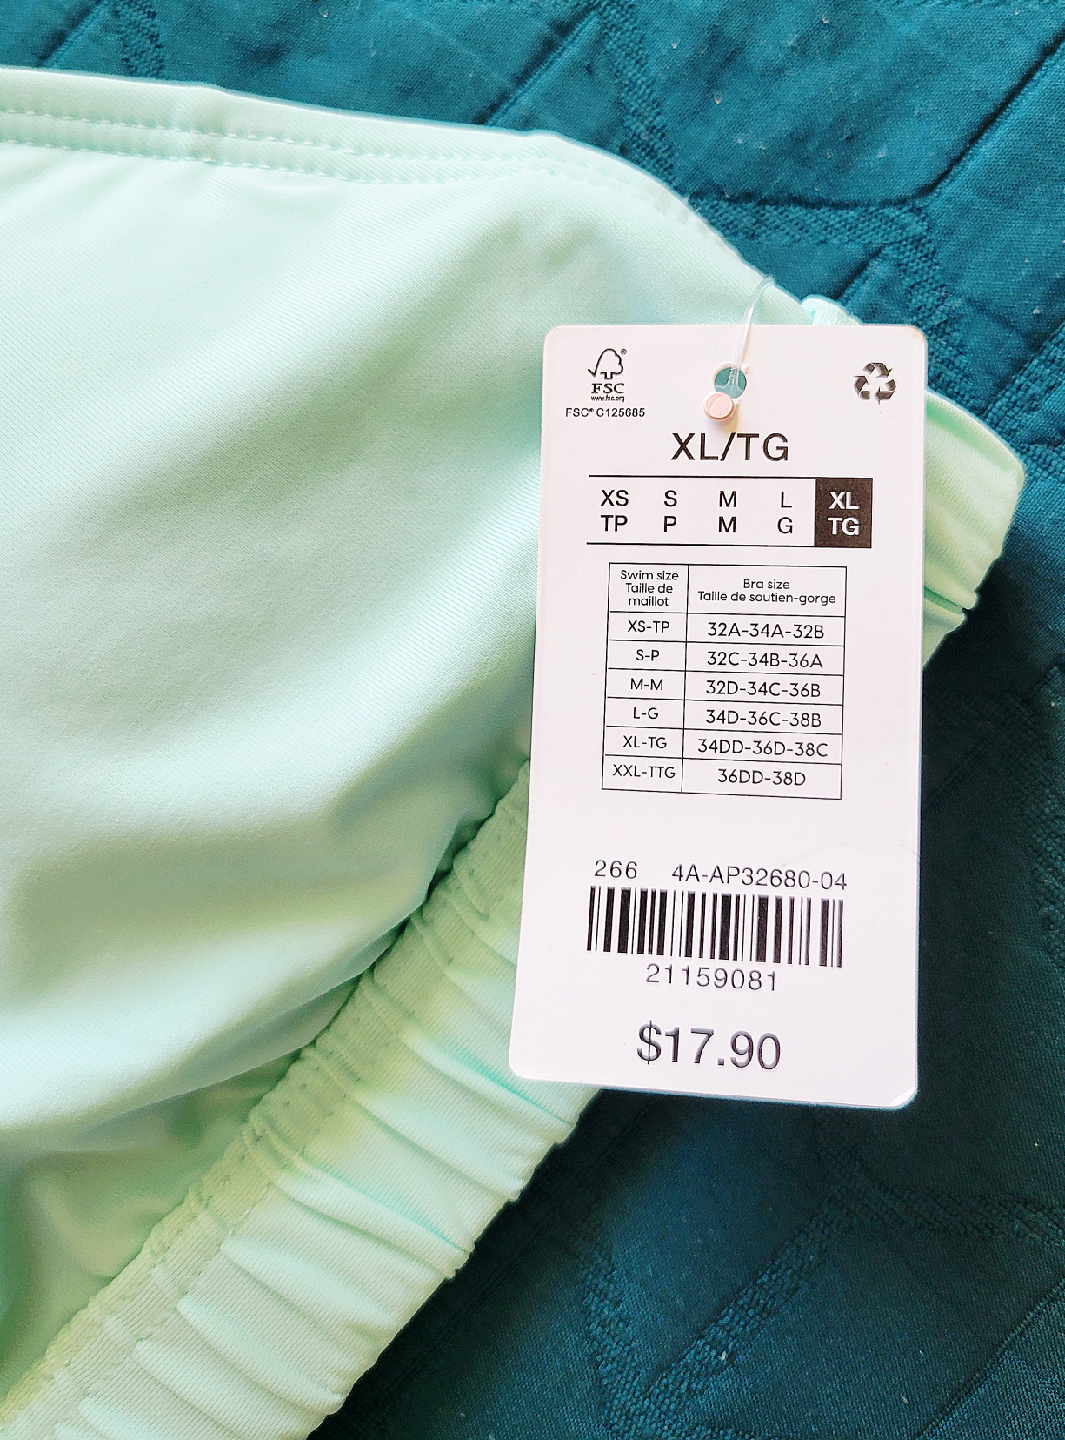 FSC®
www.fsc.org
FSC® C125685
XL/TG
XS S M L XL
TP P M G TG
Swim size
Taille de
maillot
Bra size
Taille de soutien-gorge
XS-TP 32A-34A-32B
S-P 32C-34B-36A
M-M 32D-34C-36B
L-G 34D-36C-38B
XL-TG 34DD-36D-38C
XXL-TTG 36DD-38D
266 4A-AP32680-04
21159081
$17.90